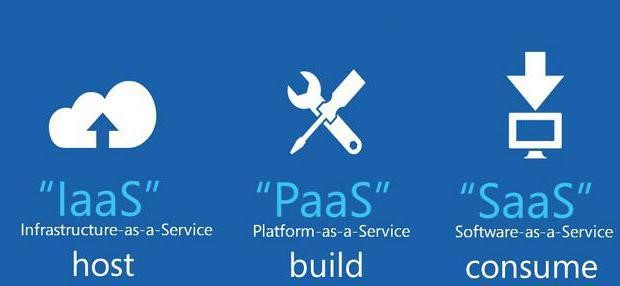 “IaaS”
Infrastructure-as-a-Service
host
“PaaS”
Platform-as-a-Service
build
“SaaS”
Software-as-a-Service
consume